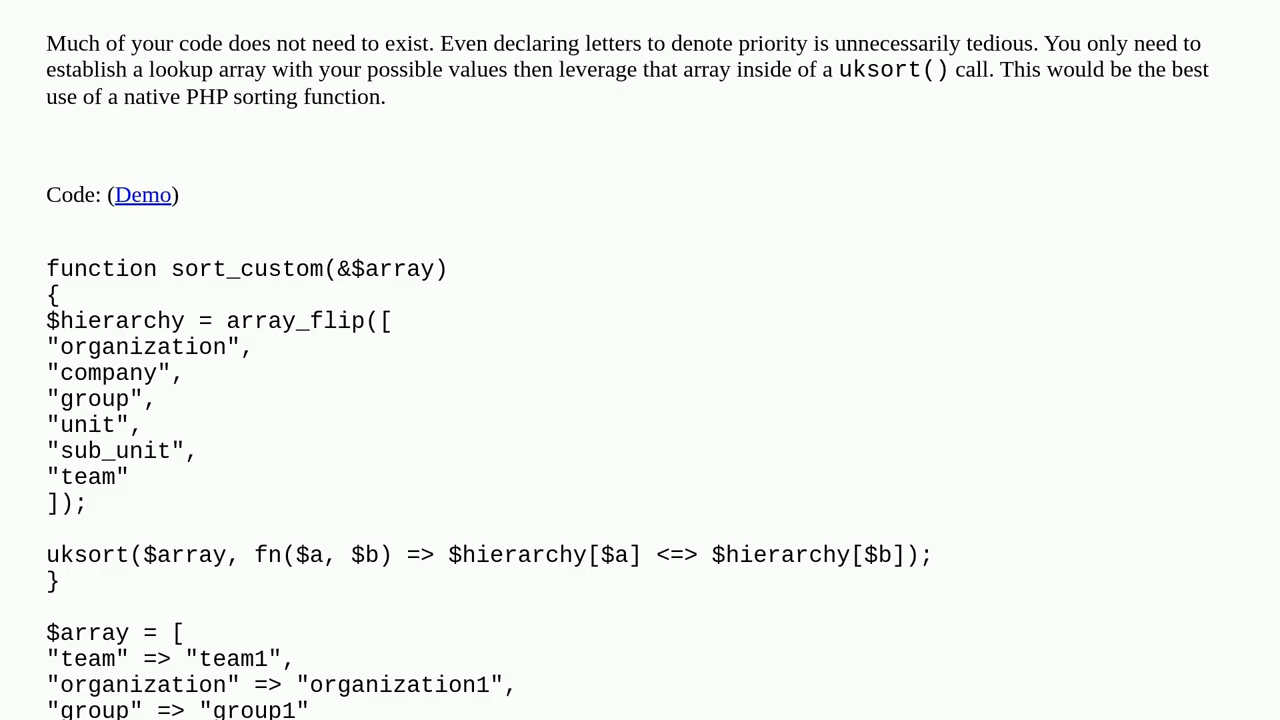 Much of your code does not need to exist. Even declaring letters to denote priority is unnecessarily tedious. You only need to
establish a lookup array with your possible values then leverage that array inside of a uksort() call. This would be the best
use of a native PHP sorting function.
Code: (Demo)
function sort_custom(&$array)
{
$hierarchy = array_flip([
"organization",
"company",
"group",
"unit",
"sub_unit",
"team"
]);
uksort($array, fn($a, $b) => $hierarchy[$a] <=> $hierarchy[$b]);
}
$array = [
"team" => "team1",
"organization" => "organization1",
"group" => "group1"